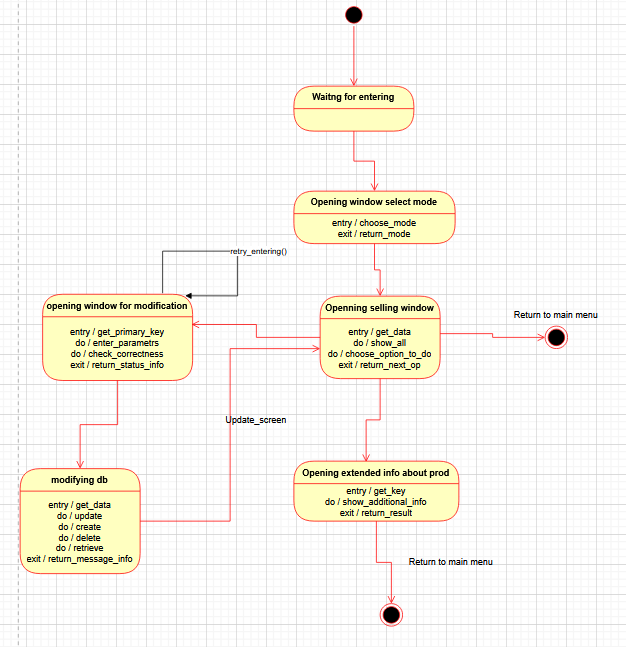 Waitng for entering
Opening window select mode
entry / choose_mode
exit / return_mode
retry_entering()
opening window for modification
entry / get_primary_key
do / enter_parametrs
do / check_correctness
exit / return_status_info
Openning selling window
entry / get_data
do / show_all
do / choose_option_to_do
exit / return_next_op
Return to main menu
Update_screen
modifying db
entry / get_data
do / update
do / create
do / delete
do / retrieve
exit / return_message_info
Opening extended info about prod
entry / get_key
do / show_additional_info
exit / return_result
Return to main menu